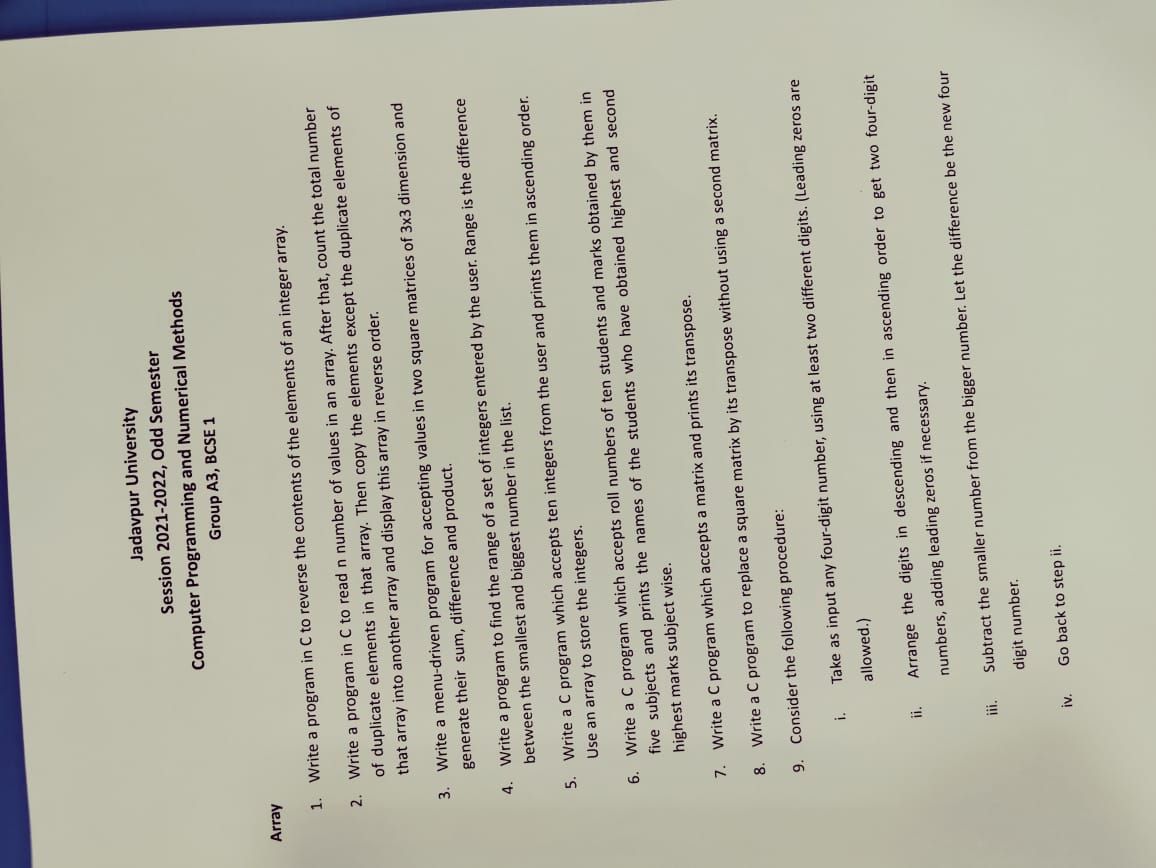 Jadavpur University
Session 2021-2022, Odd Semester
Computer Programming and Numerical Methods
Group A3, BCSE 1
Array
1. Write a program in C to reverse the contents of the elements of an integer array.
2. Write a program in C to read n number of values in an array. After that, count the total number
of duplicate elements in that array. Then copy the elements except the duplicate elements of
that array into another array and display this array in reverse order.
3. Write a menu-driven program for accepting values in two square matrices of 3x3 dimension and
generate their sum, difference and product.
4. Write a program to find the range of a set of integers entered by the user. Range is the difference
between the smallest and biggest number in the list.
5. Write a C program which accepts ten integers from the user and prints them in ascending order.
Use an array to store the integers.
6. Write a C program which accepts roll numbers of ten students and marks obtained by them in
five subjects and prints the names of the students who have obtained highest and second
highest marks subject wise.
7. Write a C program which accepts a matrix and prints its transpose.
8. Write a C program to replace a square matrix by its transpose without using a second matrix.
9. Consider the following procedure:
i. Take as input any four-digit number, using at least two different digits. (Leading zeros are
allowed.)
ii. Arrange the digits in descending and then in ascending order to get two four-digit
numbers, adding leading zeros if necessary.
iii. Subtract the smaller number from the bigger number. Let the difference be the new four
digit number.
iv. Go back to step ii.